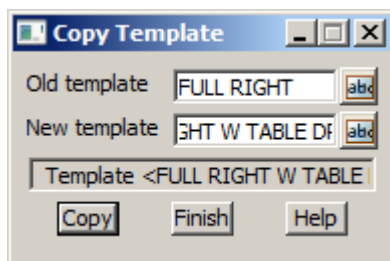 Copy Template
Old template FULL RIGHT abc
New template GHT W TABLE abc
Template <FULL RIGHT W TABLE
Copy Finish Help